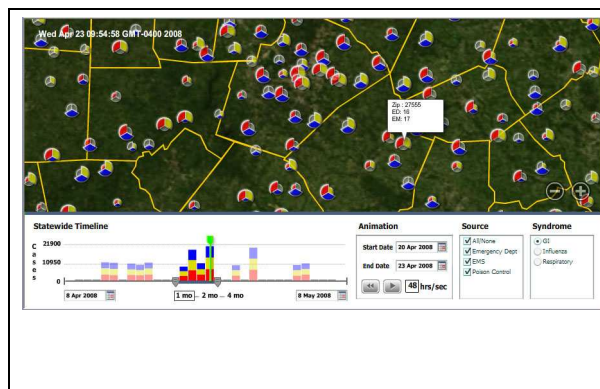 Wed Apr 23 09:54:58 GMT-0400 2008
Zip : 27555
ED: 16
EM: 17
Statewide Timeline
Cases
21900
10950
0
8 Apr 2008
1 mo – 2 mo – 4 mo
8 May 2008
Animation
Start Date 20 Apr 2008
End Date 23 Apr 2008
48 hrs/sec
Source
All/None
Emergency Dept
EMS
Poison Control
Syndrome
GI
Influenza
Respiratory